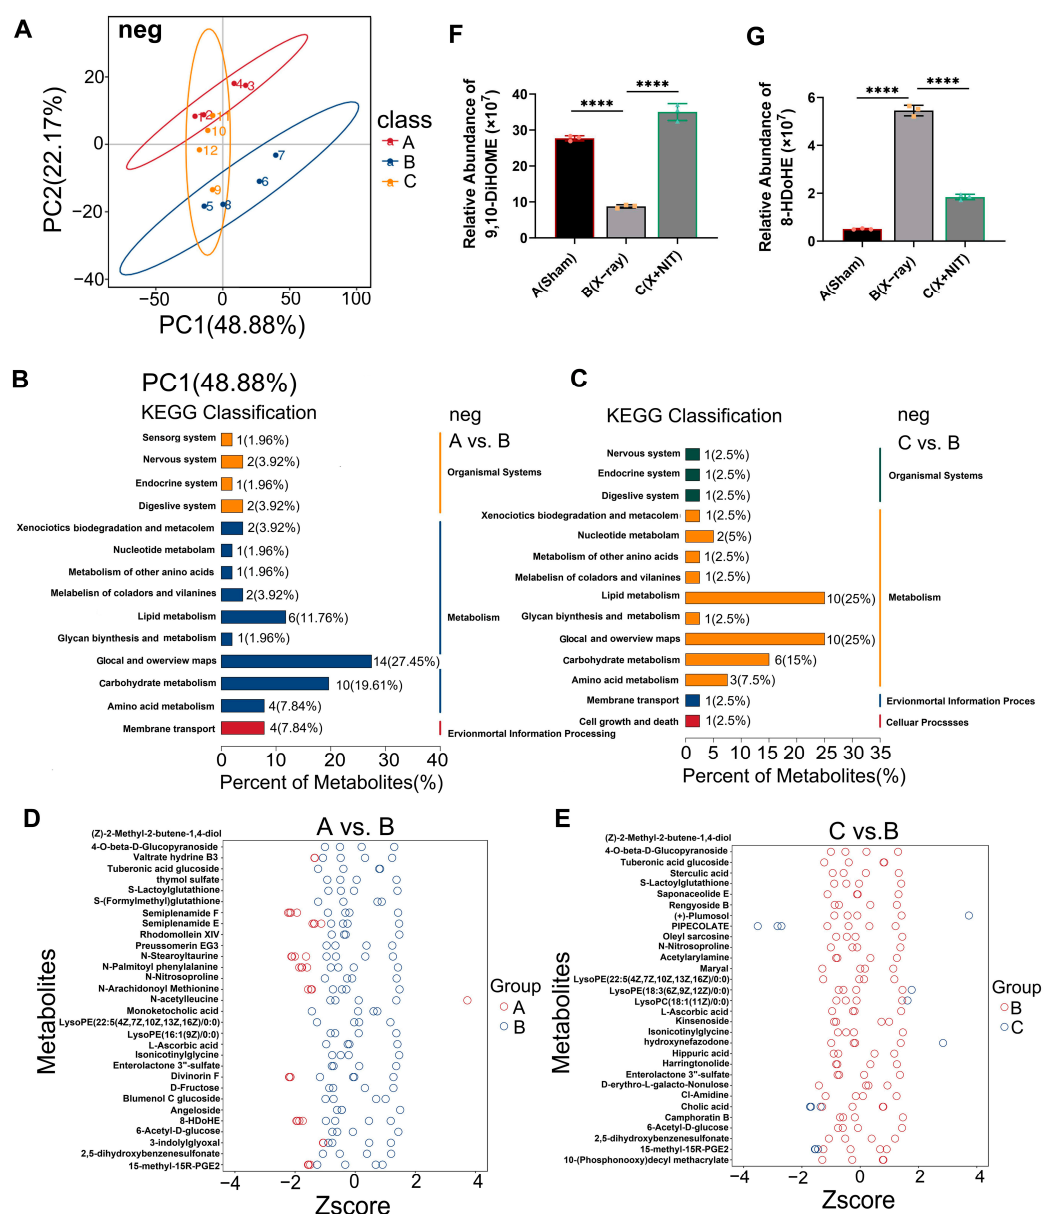 A
neg
PC2(22.17%)
20
0
−20
−40
4
3
1
2
11
10
12
9
7
6
5
8
−50
0
50
100
PC1(48.88%)
class
a A
a B
a C
F
Relative Abundance of
9,10-DiHOME (×10⁷)
40
30
20
10
0
****
****
A(Sham)
B(X−ray)
C(X+NIT)
G
Relative Abundance of
8-HDoHE (×10⁷)
6
4
2
0
****
****
A(Sham)
B(X−ray)
C(X+NIT)
B
PC1(48.88%)
KEGG Classification
neg
A vs. B
Sensorg system 1(1.96%)
Nervous system 2(3.92%)
Endocrine system 1(1.96%)
Digeslive system 2(3.92%)
Organismal Systems
Xenociotics biodegradation and metacolem 2(3.92%)
Nucleotide metabolam 1(1.96%)
Metabolism of other anino acids 1(1.96%)
Melabelisn of coladors and vilanines 2(3.92%)
Lipid metabolism 6(11.76%)
Metabolism
Glycan biynthesis and metabolism 1(1.96%)
Glocal and owerview maps 14(27.45%)
Carbohydrate metabolism 10(19.61%)
Amino acid metabolism 4(7.84%)
Membrane transport 4(7.84%)
Ervionmortal Information Processing
0 10 20 30 40
Percent of Metabolites(%)
C
KEGG Classification
neg
C vs. B
Nervous system 1(2.5%)
Endocrine system 1(2.5%)
Digeslive system 1(2.5%)
Organismal Systems
Xenociotics biodegradation and metacolem 1(2.5%)
Nucleotide metabolam 2(5%)
Metabolism of other anino acids 1(2.5%)
Melabelisn of coladors and vilanines 1(2.5%)
Lipid metabolism 10(25%)
Metabolism
Glycan biynthesis and metabolism 1(2.5%)
Glocal and owerview maps 10(25%)
Carbohydrate metabolism 6(15%)
Amino acid metabolism 3(7.5%)
Membrane transport 1(2.5%)
Ervionmortal Information Proces
Cell growth and death 1(2.5%)
Celluar Procssses
0 5 10 15 20 25 30 35
Percent of Metabolites(%)
D
A vs. B
Metabolites
(Z)-2-Methyl-2-butene-1,4-diol
4-O-beta-D-Glucopyranoside
Valtrate hydrine B3
Tuberonic acid glucoside
thymol sulfate
S-Lactoylglutathione
S-(Formylmethyl)glutathione
Semiplenamide F
Semiplenamide E
Rhodomollein XIV
Preussomerin EG3
N-Stearoyltaurine
N-Palmitoyl phenylalanine
N-Nitrosoproline
N-Arachidonoyl Methionine
N-acetylleucine
Monoketocholic acid
LysoPE(22:5(4Z,7Z,10Z,13Z,16Z)/0:0)
LysoPE(16:1(9Z)/0:0)
L-Ascorbic acid
Isonicotinylglycine
Enterolactone 3"-sulfate
Divinorin F
D-Fructose
Blumenol C glucoside
Angeloside
8-HDoHE
6-Acetyl-D-glucose
3-indolylglyoxal
2,5-dihydroxybenzenesulfonate
15-methyl-15R-PGE2
−4 −2 0 2 4
Zscore
Group
A
B
E
C vs.B
Metabolites
(Z)-2-Methyl-2-butene-1,4-diol
4-O-beta-D-Glucopyranoside
Tuberonic acid glucoside
Sterculic acid
S-Lactoylglutathione
Saponaceolide E
Rengyoside B
(+)-Plumosol
PIPECOLATE
Oleyl sarcosine
N-Nitrosoproline
Acetylarylamine
Maryal
LysoPE(22:5(4Z,7Z,10Z,13Z,16Z)/0:0)
LysoPE(18:3(6Z,9Z,12Z)/0:0)
LysoPC(18:1(11Z)/0:0)
L-Ascorbic acid
Kinsenoside
Isonicotinylglycine
hydroxynefazodone
Hippuric acid
Harringtonolide
Enterolactone 3"-sulfate
D-erythro-L-galacto-Nonulose
Cl-Amidine
Cholic acid
Camphoratin B
6-Acetyl-D-glucose
2,5-dihydroxybenzenesulfonate
15-methyl-15R-PGE2
10-(Phosphonooxy)decyl methacrylate
−4 −2 0 2 4
Zscore
Group
B
C